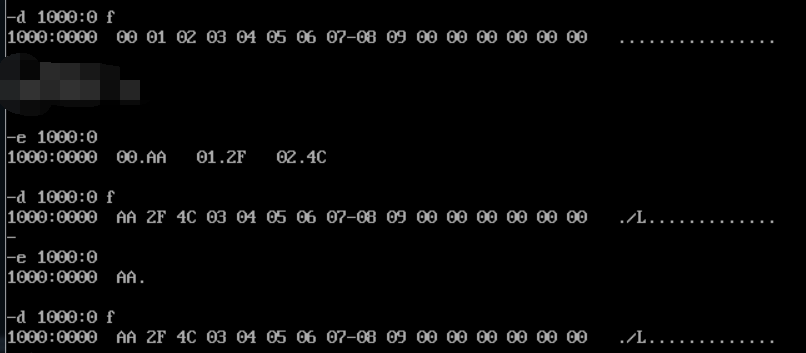 -d 1000:0 f
1000:0000  00 01 02 03 04 05 06 07-08 09 00 00 00 00 00 00   ................
-e 1000:0
1000:0000  00.AA   01.2F   02.4C
-d 1000:0 f
1000:0000  AA 2F 4C 03 04 05 06 07-08 09 00 00 00 00 00 00   ./L.............
-
-e 1000:0
1000:0000  AA.
-d 1000:0 f
1000:0000  AA 2F 4C 03 04 05 06 07-08 09 00 00 00 00 00 00   ./L.............